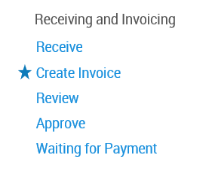 Receiving and Invoicing
Receive
Create Invoice
Review
Approve
Waiting for Payment